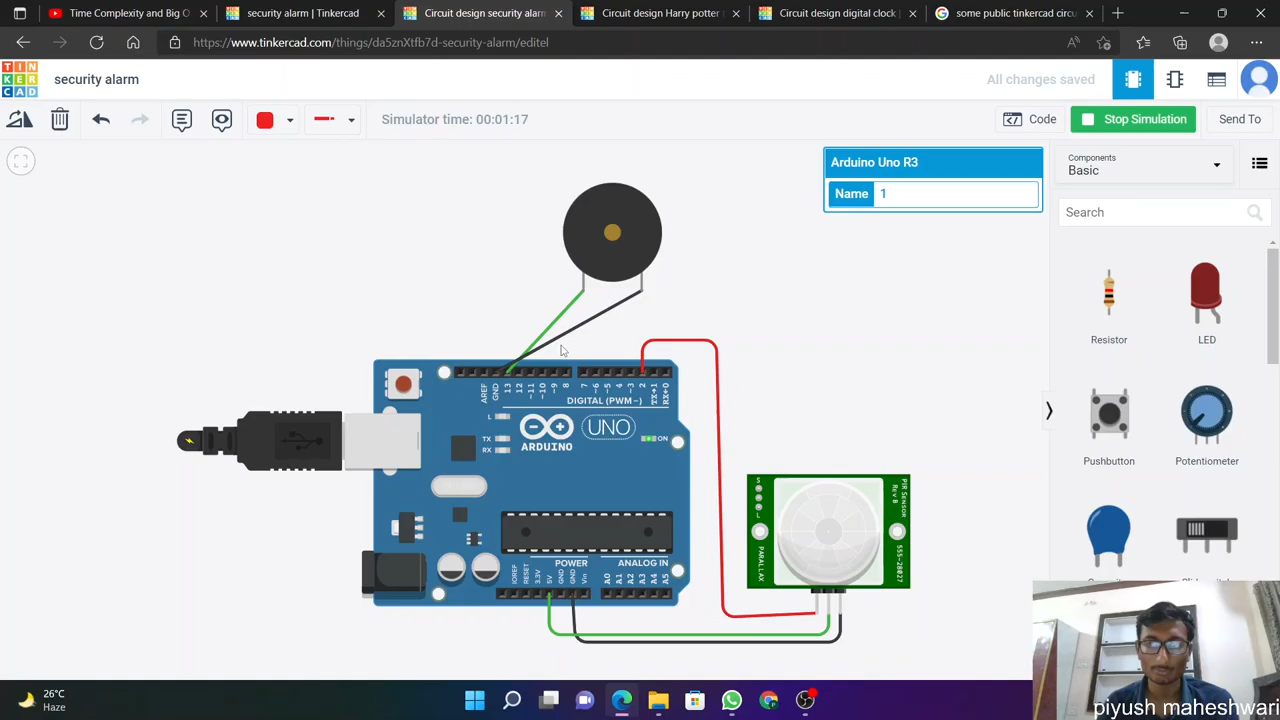 Time Complexity and Big O
security alarm | Tinkercad
Circuit design security alarm
Circuit design Harry potter
Circuit design digital clock |
some public tinkercad circu
https://www.tinkercad.com/things/da5znXtfb7d-security-alarm/editel
TIN
KER
CAD
security alarm
All changes saved
Simulator time: 00:01:17
Code
Stop Simulation
Send To
Arduino Uno R3
Name 1
Components
Basic
Search
Resistor
LED
Pushbutton
Potentiometer
AREF
GND
13
12
~11
~10
~9
8
7
~6
~5
4
~3
2
TX→1
RX←0
DIGITAL (PWM~)
L
TX
RX
UNO
ARDUINO
ON
POWER
ANALOG IN
IOREF
RESET
3.3V
5V
GND
GND
Vin
A0
A1
A2
A3
A4
A5
PIR SENSOR
REV B
555-28027
PARALLAX
S
L
26°C
Haze
piyush maheshwari